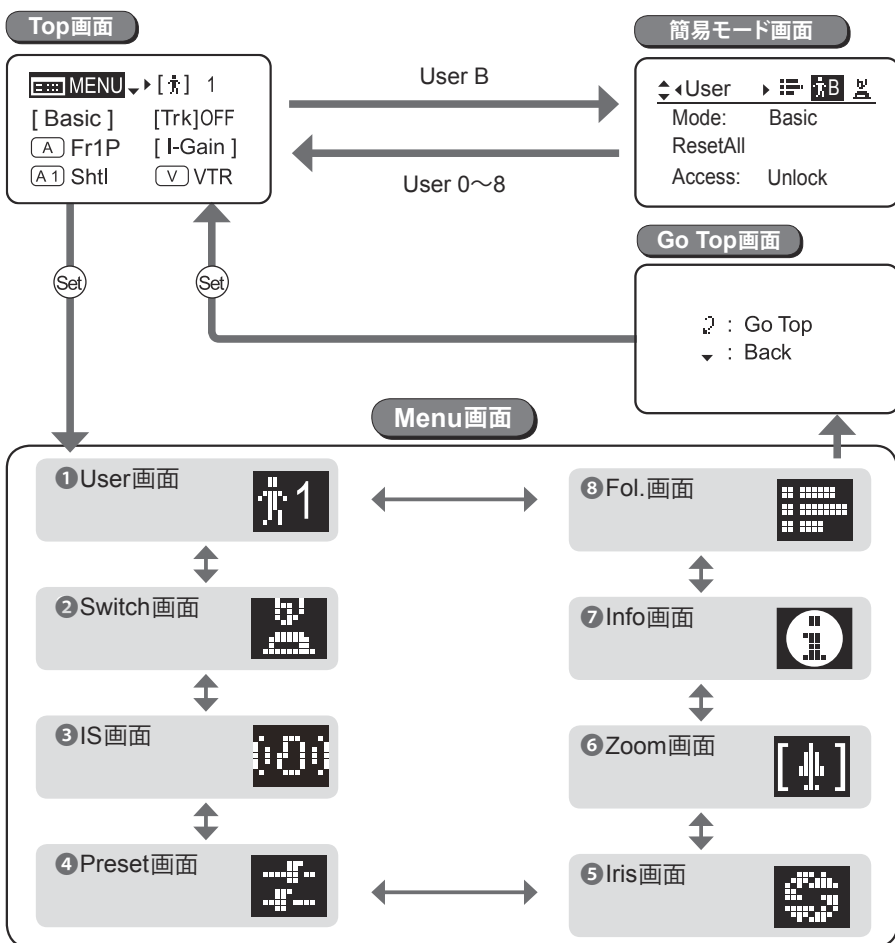 Top画面
MENU [ ] 1
[ Basic ] [Trk]OFF
A Fr1P [ I-Gain ]
A1 Shtl V VTR
User B
User 0〜8
簡易モード画面
User B
Mode: Basic
ResetAll
Access: Unlock
Go Top画面
: Go Top
: Back
Set
Set
Menu画面
❶User画面 1
❷Switch画面
❸IS画面
❹Preset画面
❽Fol.画面
❼Info画面 i
❻Zoom画面
❺Iris画面